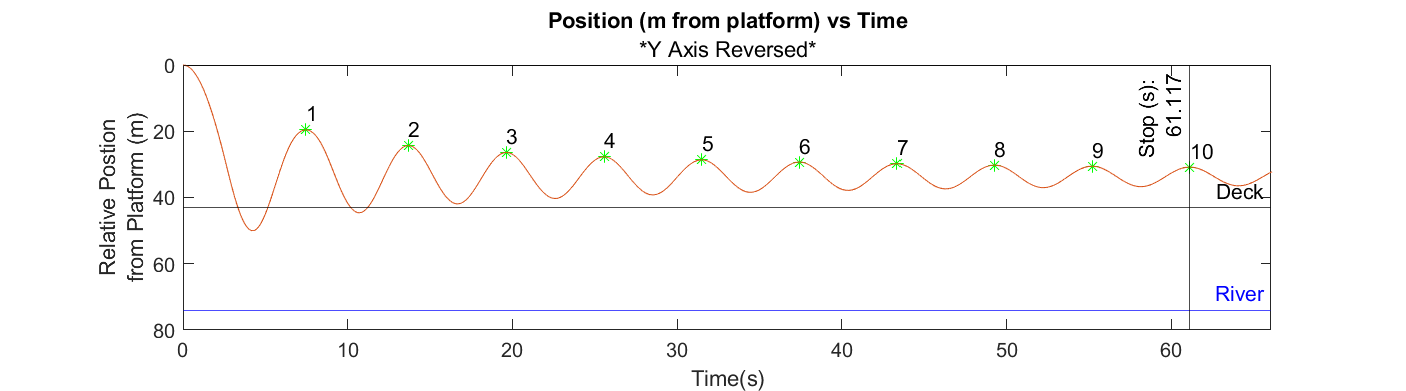 Position (m from platform) vs Time
*Y Axis Reversed*
Relative Postion
from Platform (m)
0
20
40
60
80
1
2
3
4
5
6
7
8
9
10
Stop (s):
61.117
Deck
River
0
10
20
30
40
50
60
Time(s)